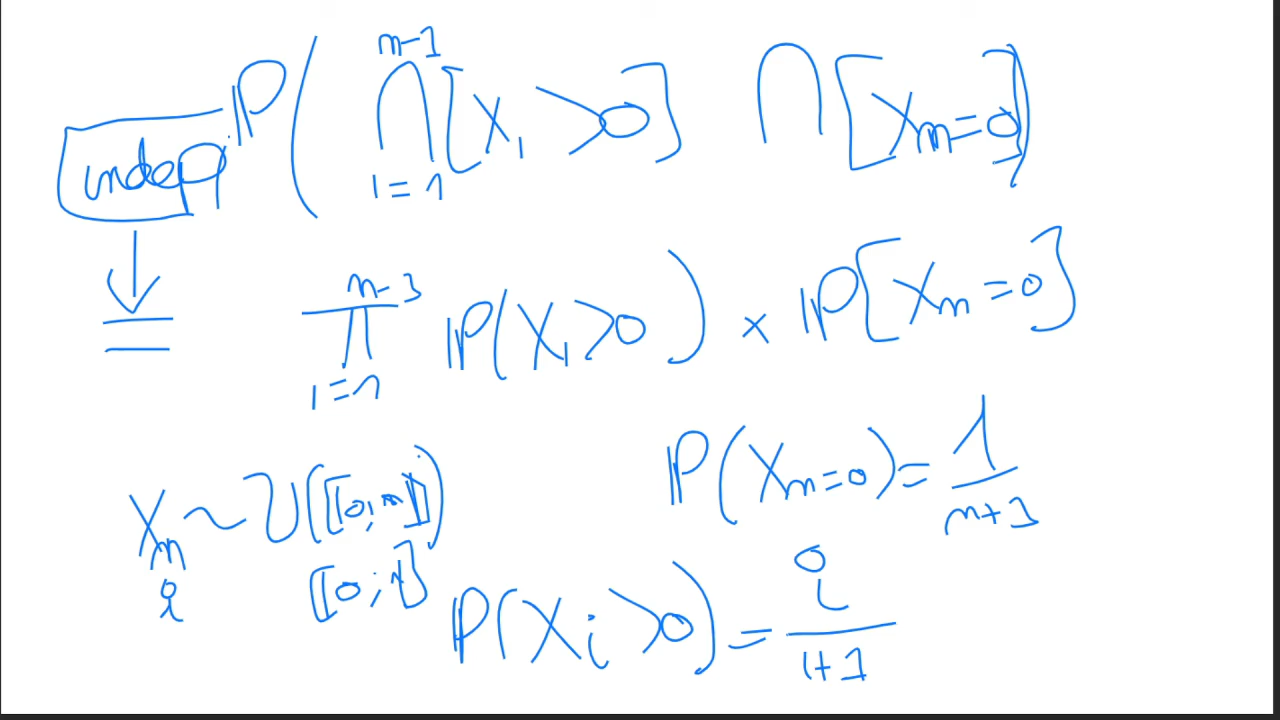 indep P( ⋂_{i=1}^{n-1} [X_i > 0] ∩ [X_n = 0] )
= ∏_{i=1}^{n-1} P(X_i > 0) ) × P[X_n = 0]
X_n ~ U([[0;n]]) P(X_n = 0) = 1/(n+1)
i [[0;i]] P(X_i > 0) = i/(i+1)